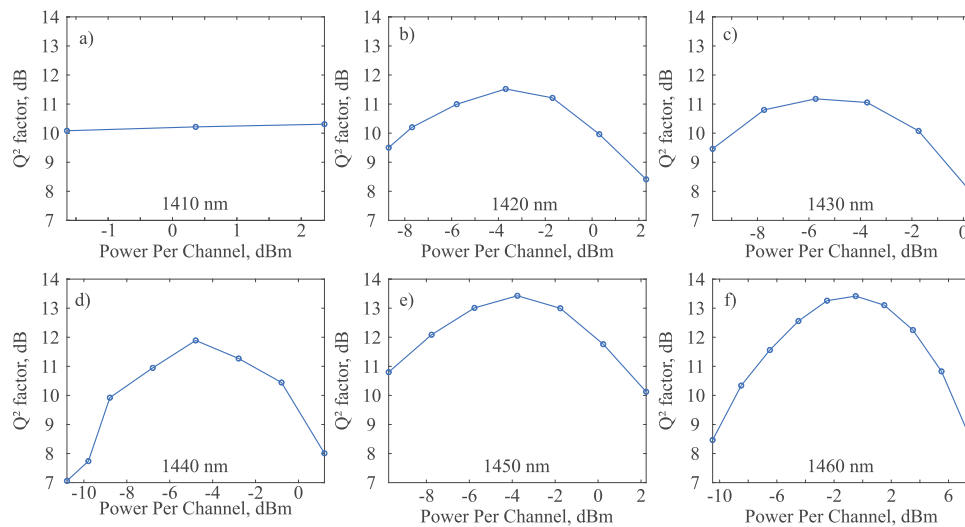 a)
Q² factor, dB
14
13
12
11
10
9
8
7
1410 nm
-1 0 1 2
Power Per Channel, dBm
b)
Q² factor, dB
14
13
12
11
10
9
8
7
1420 nm
-8 -6 -4 -2 0 2
Power Per Channel, dBm
c)
Q² factor, dB
14
13
12
11
10
9
8
7
1430 nm
-8 -6 -4 -2 0
Power Per Channel, dBm
d)
Q² factor, dB
14
13
12
11
10
9
8
7
1440 nm
-10 -8 -6 -4 -2 0
Power Per Channel, dBm
e)
Q² factor, dB
14
13
12
11
10
9
8
7
1450 nm
-8 -6 -4 -2 0 2
Power Per Channel, dBm
f)
Q² factor, dB
14
13
12
11
10
9
8
7
1460 nm
-10 -8 -6 -4 -2 0 2 4 6
Power Per Channel, dBm